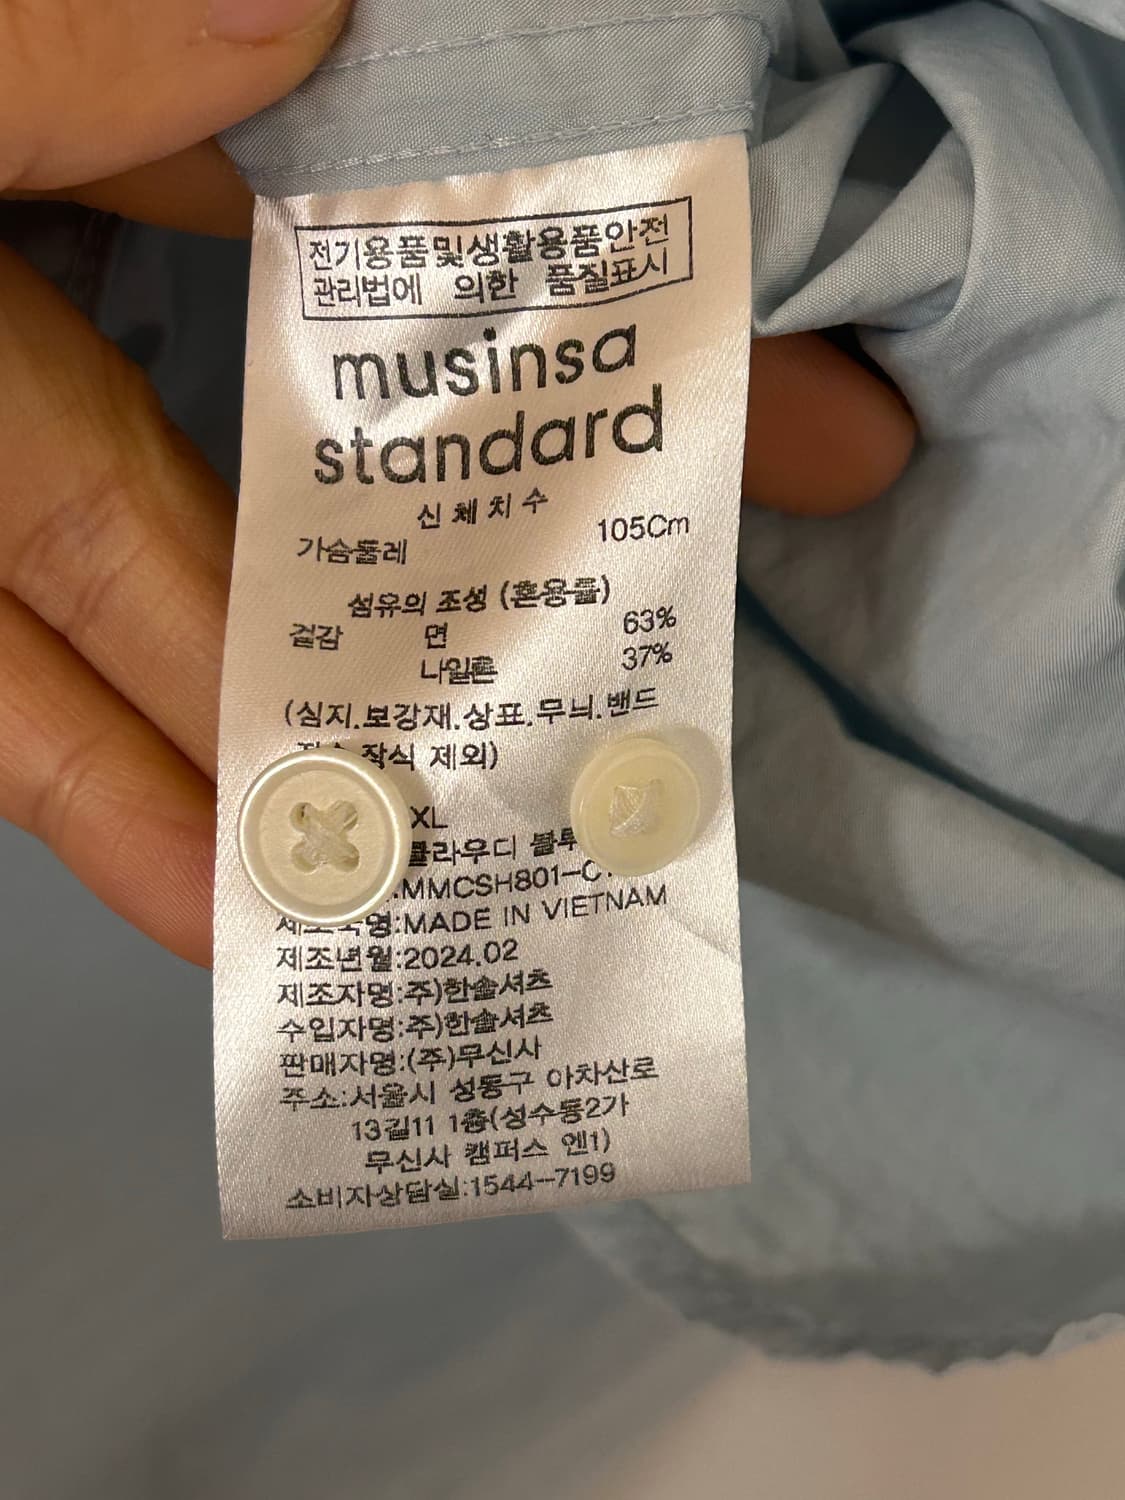 전기용품및생활용품안전
관리법에 의한 품질표시
musinsa
standard
신체치수
가슴둘레 105Cm
섬유의 조성 (혼용률)
겉감 면 63%
나일론 37%
(심지.보강재.상표.무늬.밴드
장식 제외)
XL
클라우디
.MMCSH801-C
MADE IN VIETNAM
제조년월:2024.02
제조자명:주)한솔셔츠
수입자명:주)한솔셔츠
판매자명:(주)무신사
주소:서울시 성동구 아차산로
13길11 1층(성수동2가
무신사 캠퍼스 엔1)
소비자상담실:1544-7199